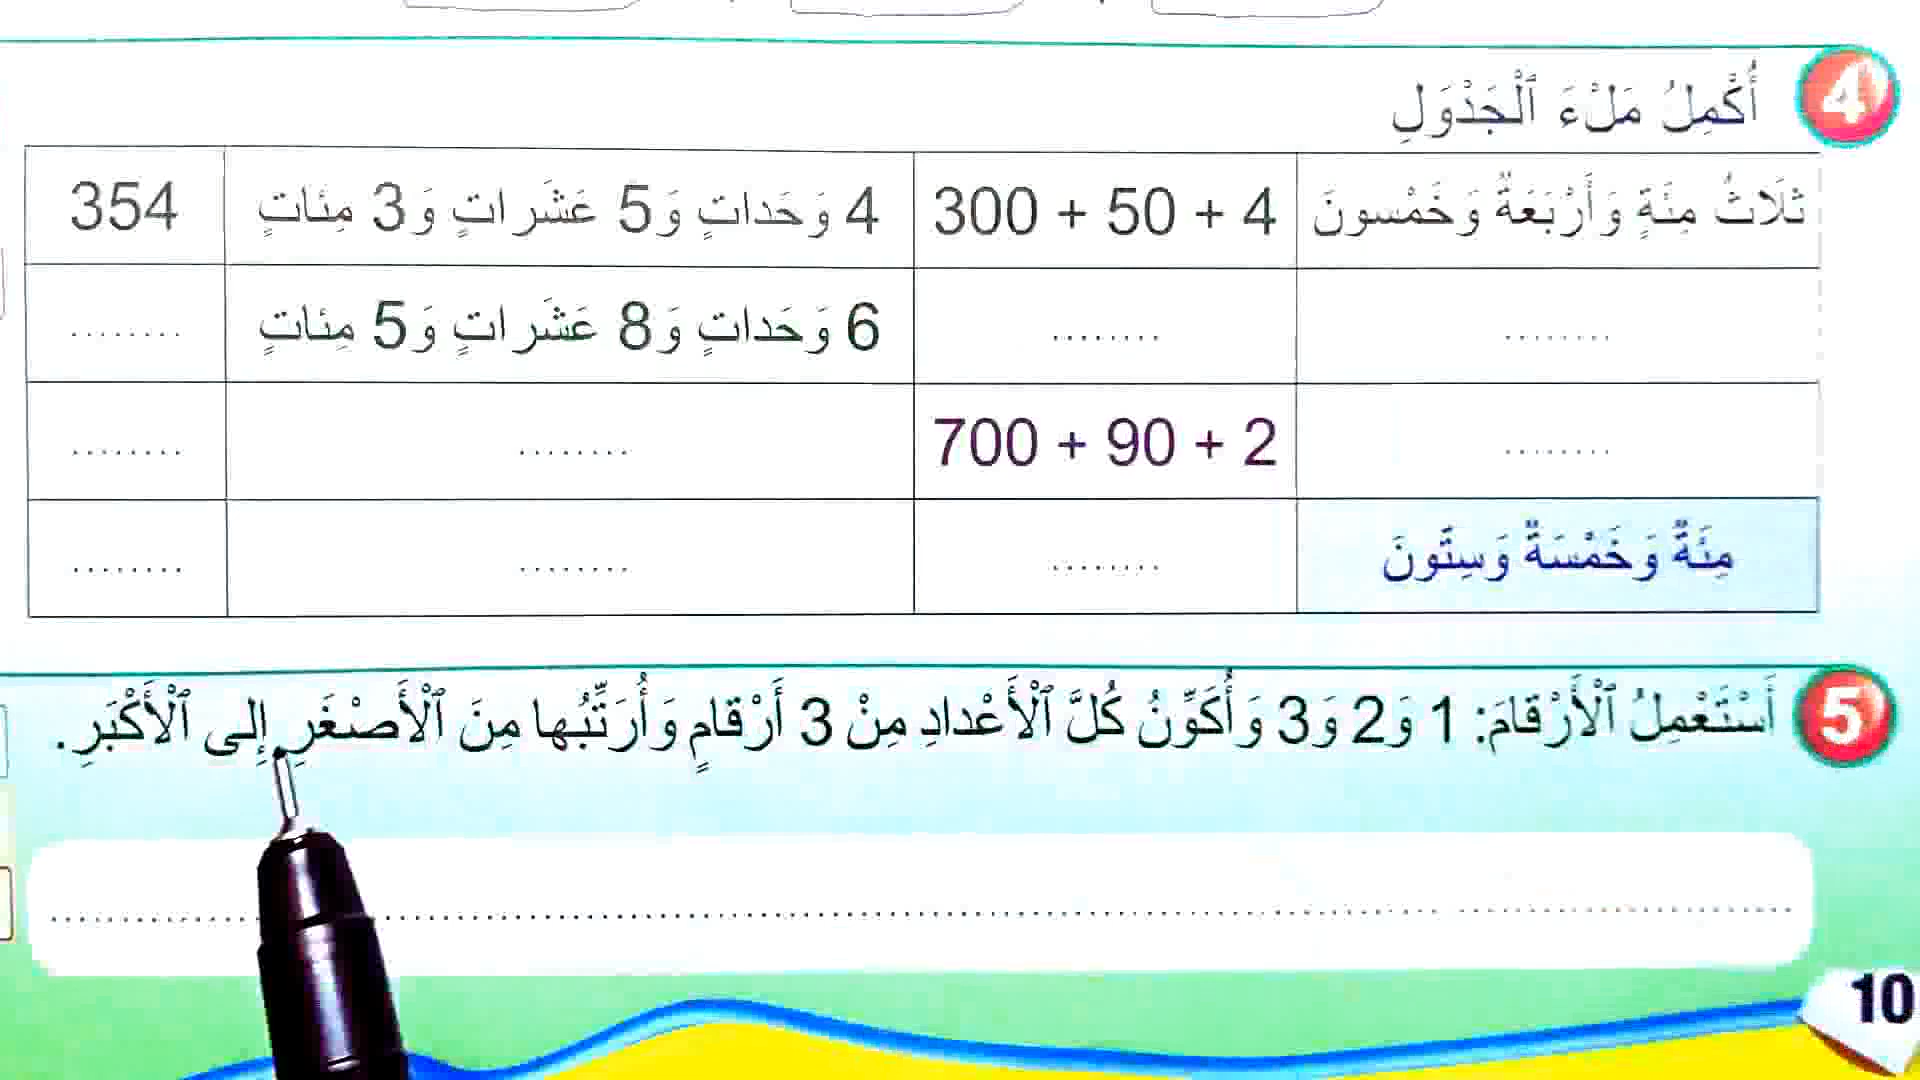 4 أُكْمِلُ مَلْءَ ٱلْجَدْوَلِ
ثَلَاثُ مِئَةٍ وَأَرْبَعَةٌ وَخَمْسونَ 300 + 50 + 4 4 وَحَداتٍ وَ5 عَشَراتٍ وَ3 مِئاتٍ 354
........ ........ 6 وَحَداتٍ وَ8 عَشَراتٍ وَ5 مِئاتٍ ........
........ 700 + 90 + 2 ........ ........
مِئَةٌ وَخَمْسَةٌ وَسِتّونَ ........ ........ ........
5 أَسْتَعْمِلُ ٱلْأَرْقامَ: 1 وَ2 وَ3 وَأُكَوِّنُ كُلَّ ٱلْأَعْدادِ مِنْ 3 أَرْقامٍ وَأُرَتِّبُها مِنَ ٱلْأَصْغَرِ إِلى ٱلْأَكْبَرِ.
10